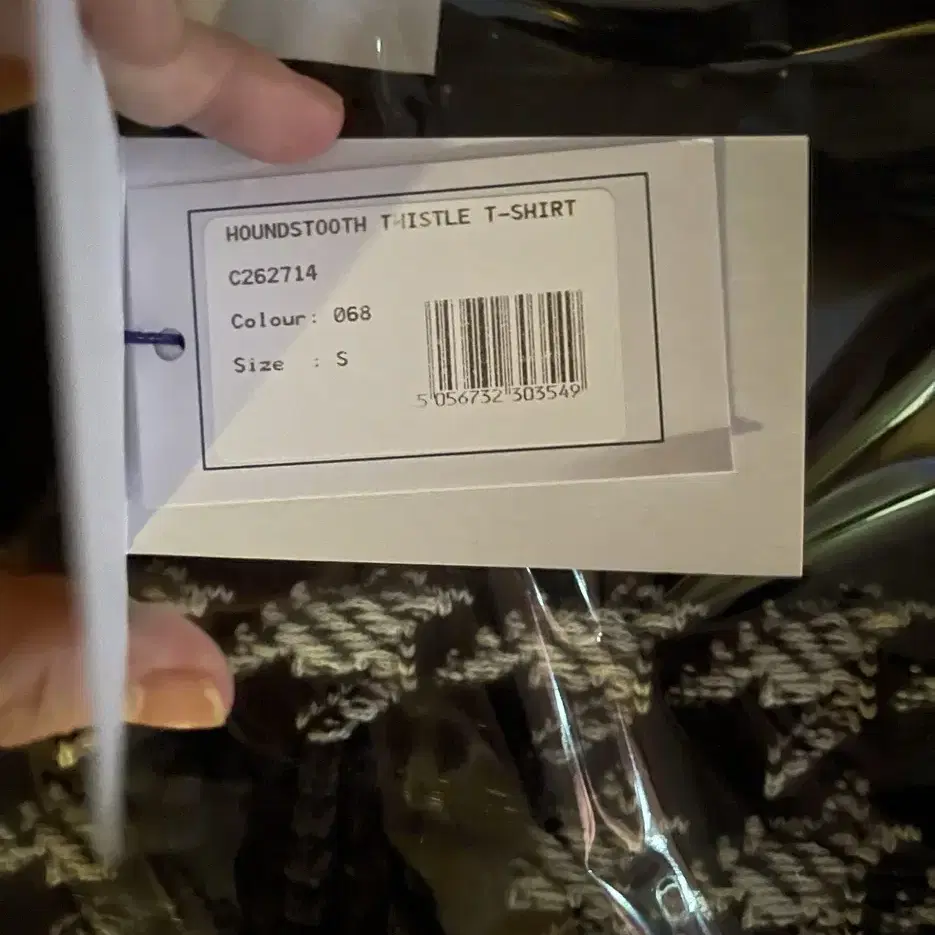 HOUNDSTOOTH THISTLE T-SHIRT
C262714
Colour: 068
Size : S
5 056732 303549